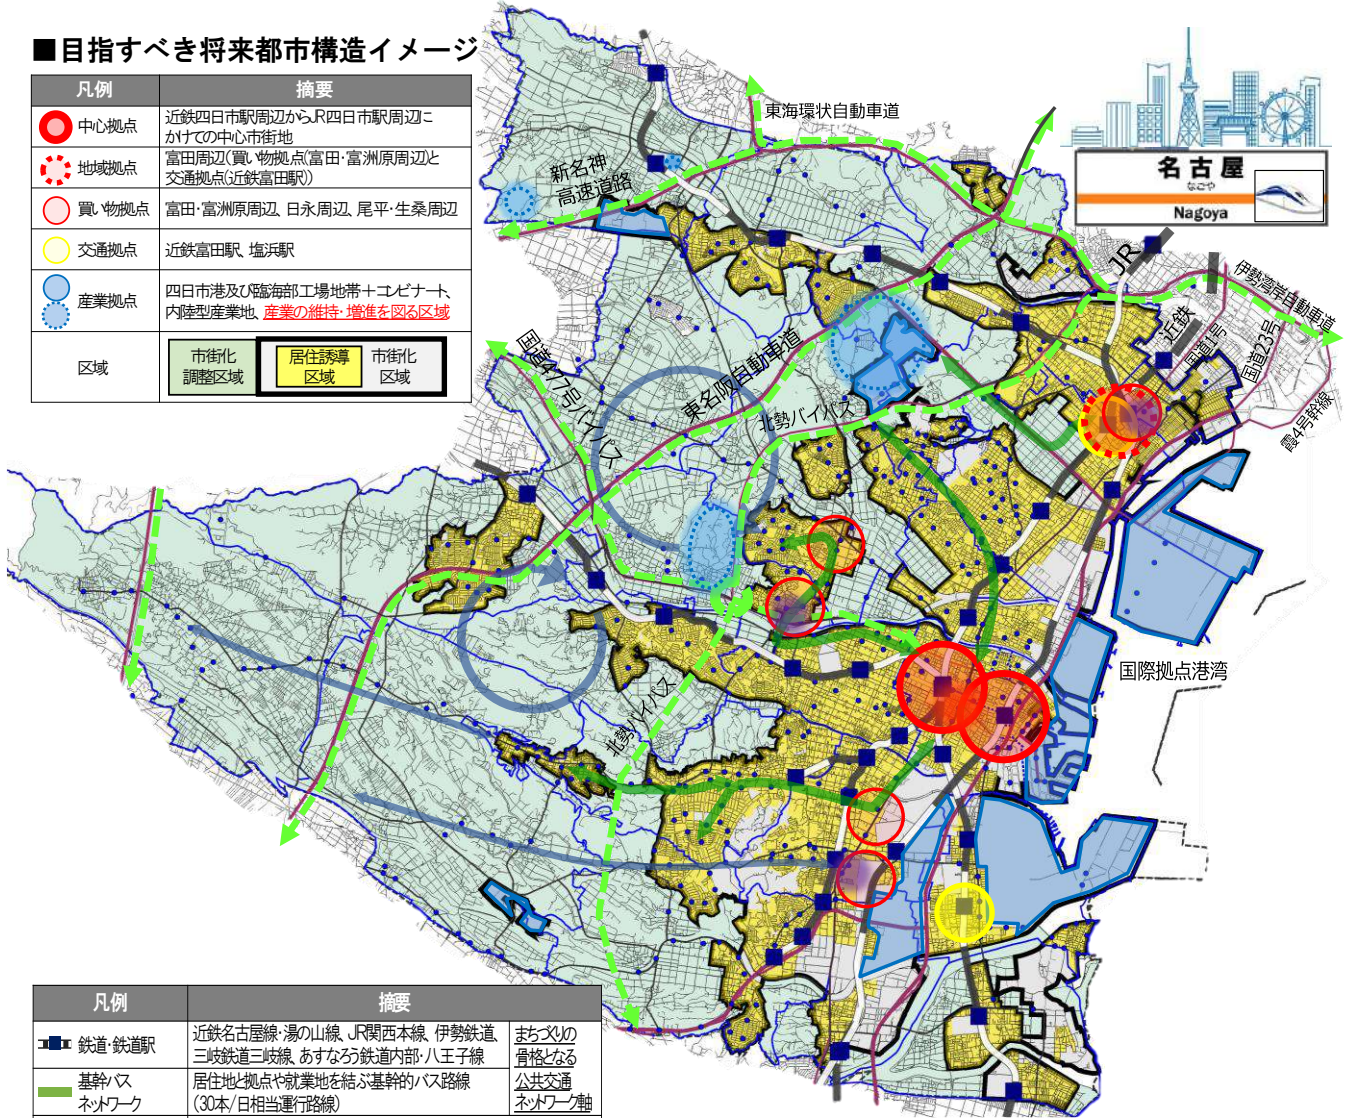 ■目指すべき将来都市構造イメージ
凡例 摘要
中心拠点 近鉄四日市駅周辺からJR四日市駅周辺に
かけての中心市街地
地域拠点 富田周辺(買い物拠点(富田・富洲原周辺)と
交通拠点(近鉄富田駅))
買い物拠点 富田・富洲原周辺、日永周辺、尾平・生桑周辺
交通拠点 近鉄富田駅、塩浜駅
産業拠点 四日市港及び臨海部工場地帯+コンビナート、
内陸型産業地、産業の維持・増進を図る区域
区域
市街化
調整区域
居住誘導
区域
市街化
区域
東海環状自動車道
新名神
高速道路
名古屋
なごや
Nagoya
JR
近鉄
国道1号
国道23号
伊勢湾岸自動車道
霞4号幹線
国道477号バイパス
東名阪自動車道
北勢バイパス
国際拠点港湾
北勢バイパス
凡例 摘要
鉄道・鉄道駅 近鉄名古屋線・湯の山線、JR関西本線、伊勢鉄道、
三岐鉄道三岐線、あすなろう鉄道内部・八王子線
基幹バス
ネットワーク
居住地と拠点や就業地を結ぶ基幹的バス路線
(30本/日相当運行路線)
まちづくりの
骨格となる
公共交通
ネットワーク軸